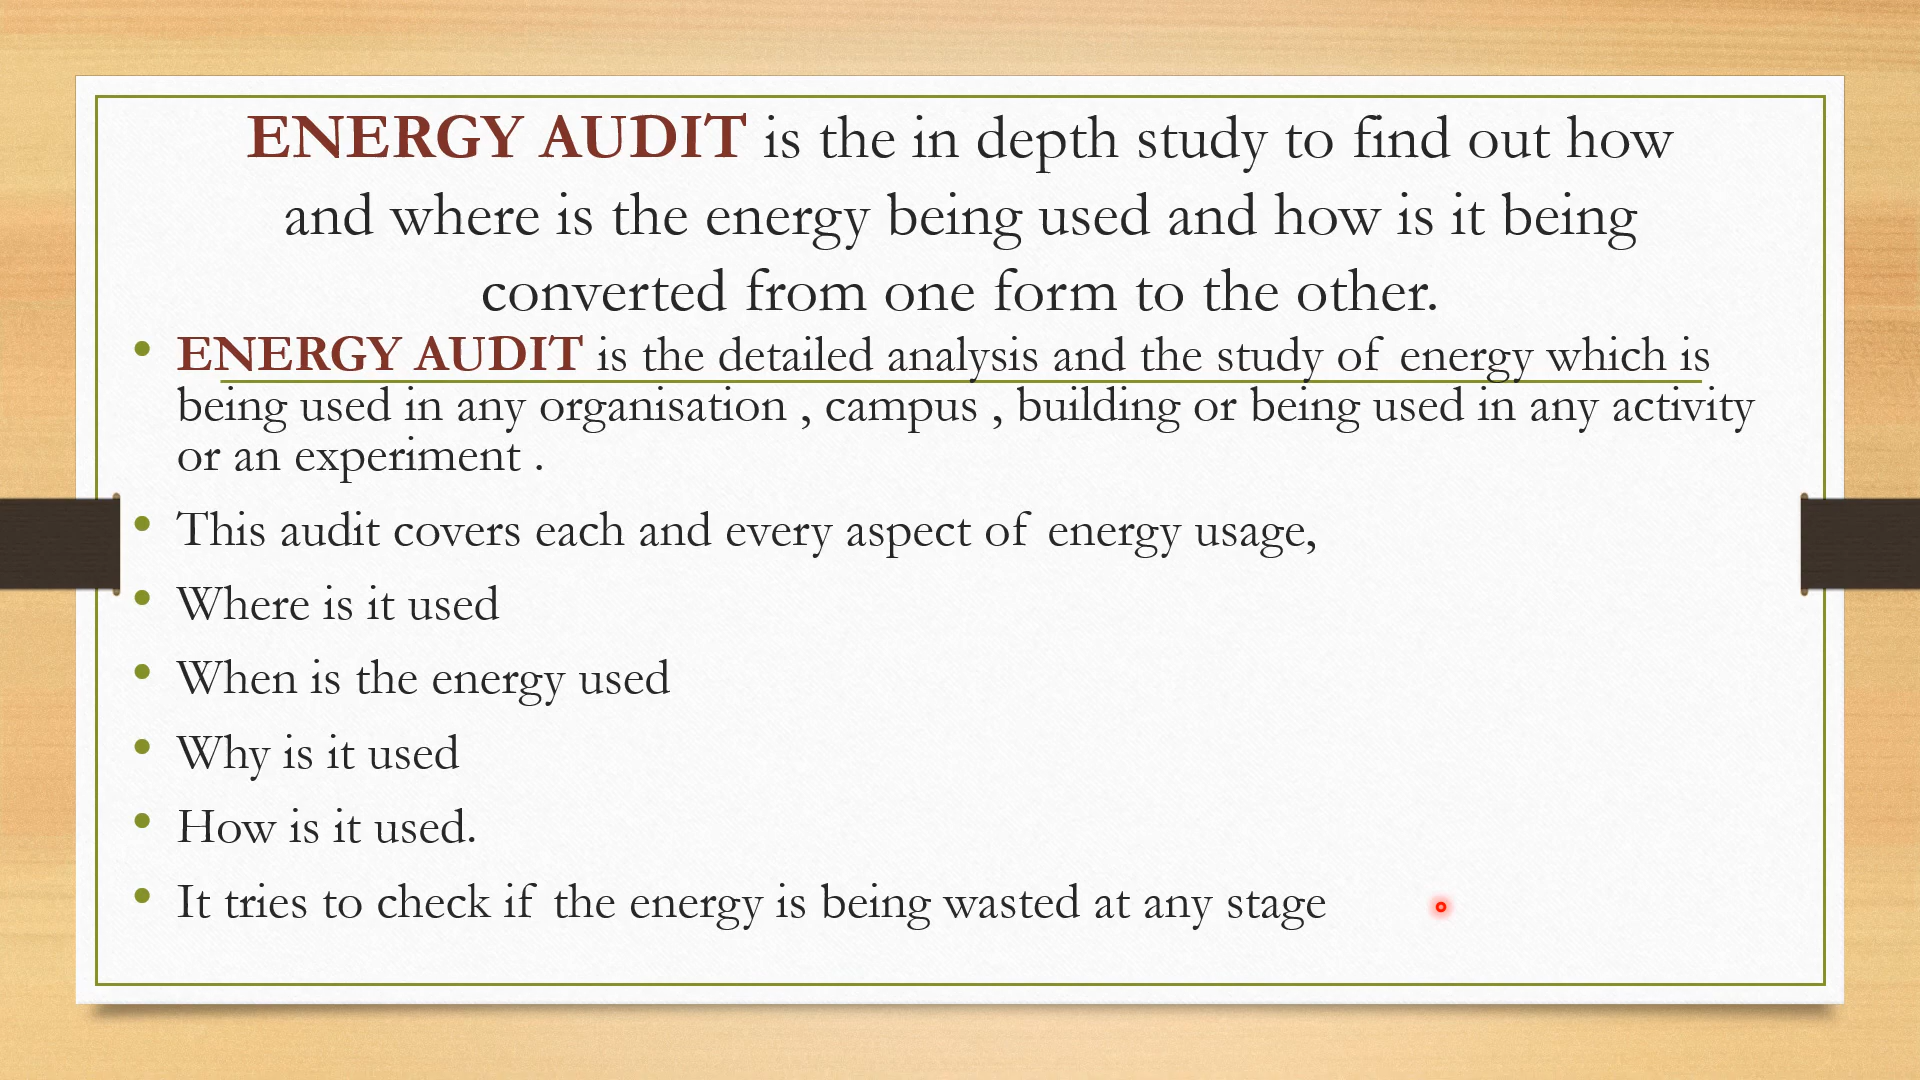 ENERGY AUDIT is the in depth study to find out how
and where is the energy being used and how is it being
converted from one form to the other.
• ENERGY AUDIT is the detailed analysis and the study of energy which is
being used in any organisation , campus , building or being used in any activity
or an experiment .
• This audit covers each and every aspect of energy usage,
• Where is it used
• When is the energy used
• Why is it used
• How is it used.
• It tries to check if the energy is being wasted at any stage